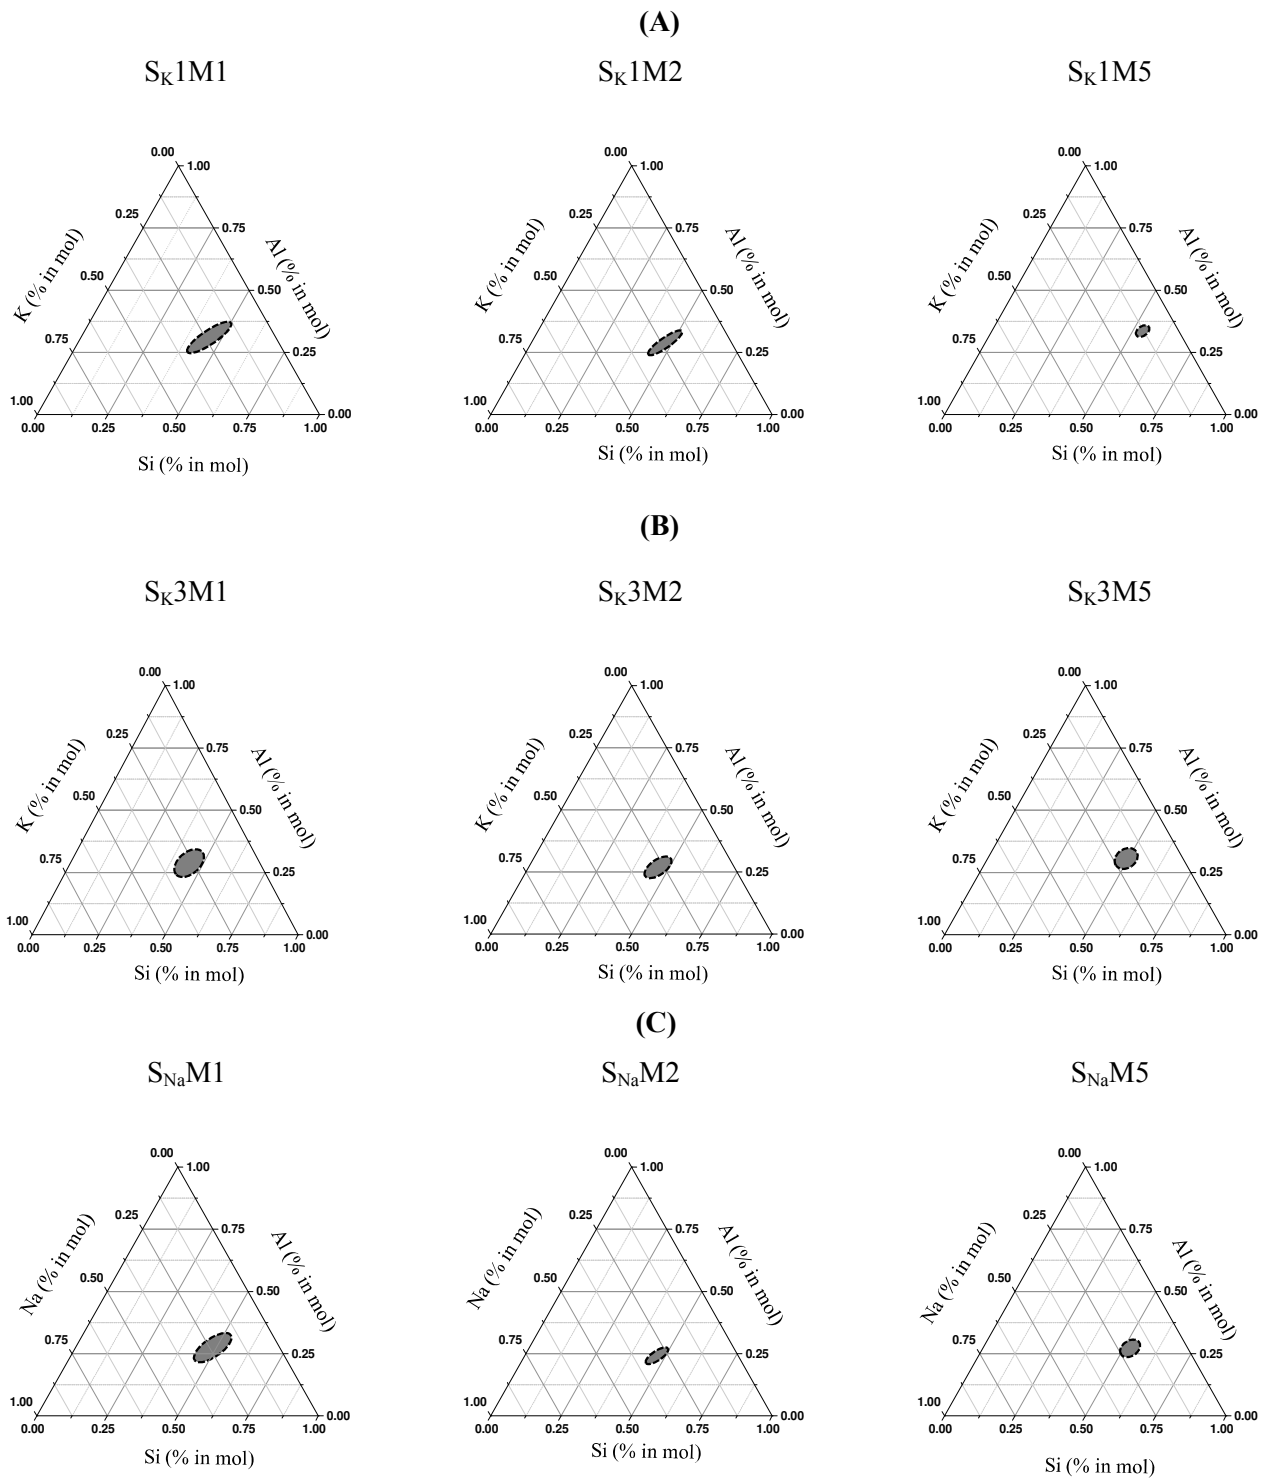 (A)
S_K1M1 S_K1M2 S_K1M5
0.00 0.00 0.00
1.00 1.00 1.00
0.25 0.25 0.25
0.75 0.75 0.75
K (% in mol) Al (% in mol) K (% in mol) Al (% in mol) K (% in mol) Al (% in mol)
0.50 0.50 0.50 0.50 0.50 0.50
0.75 0.75 0.75
0.25 0.25 0.25
1.00 1.00 1.00
0.00 0.00 0.00
0.00 0.25 0.50 0.75 1.00 0.00 0.25 0.50 0.75 1.00 0.00 0.25 0.50 0.75 1.00
Si (% in mol) Si (% in mol) Si (% in mol)
(B)
S_K3M1 S_K3M2 S_K3M5
0.00 0.00 0.00
1.00 1.00 1.00
0.25 0.25 0.25
0.75 0.75 0.75
K (% in mol) Al (% in mol) K (% in mol) Al (% in mol) K (% in mol) Al (% in mol)
0.50 0.50 0.50 0.50 0.50 0.50
0.75 0.75 0.75
0.25 0.25 0.25
1.00 1.00 1.00
0.00 0.00 0.00
0.00 0.25 0.50 0.75 1.00 0.00 0.25 0.50 0.75 1.00 0.00 0.25 0.50 0.75 1.00
Si (% in mol) Si (% in mol) Si (% in mol)
(C)
S_NaM1 S_NaM2 S_NaM5
0.00 0.00 0.00
1.00 1.00 1.00
0.25 0.25 0.25
0.75 0.75 0.75
Na (% in mol) Al (% in mol) Na (% in mol) Al (% in mol) Na (% in mol) Al (% in mol)
0.50 0.50 0.50 0.50 0.50 0.50
0.75 0.75 0.75
0.25 0.25 0.25
1.00 1.00 1.00
0.00 0.00 0.00
0.00 0.25 0.50 0.75 1.00 0.00 0.25 0.50 0.75 1.00 0.00 0.25 0.50 0.75 1.00
Si (% in mol) Si (% in mol) Si (% in mol)